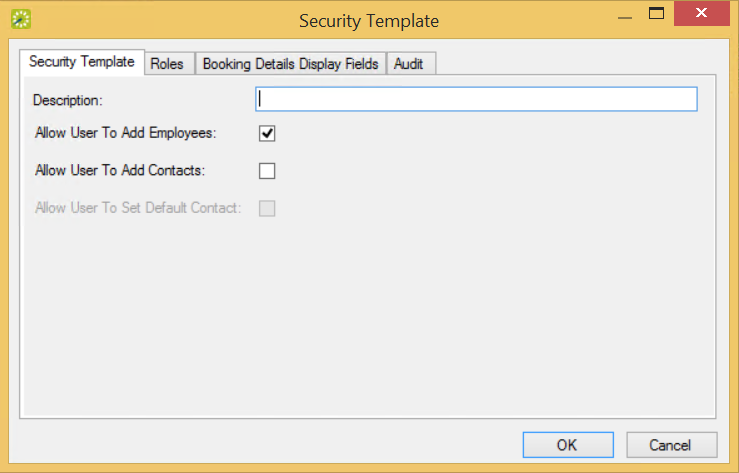 Security Template
Security Template Roles Booking Details Display Fields Audit
Description:
Allow User To Add Employees:
Allow User To Add Contacts:
Allow User To Set Default Contact:
OK Cancel